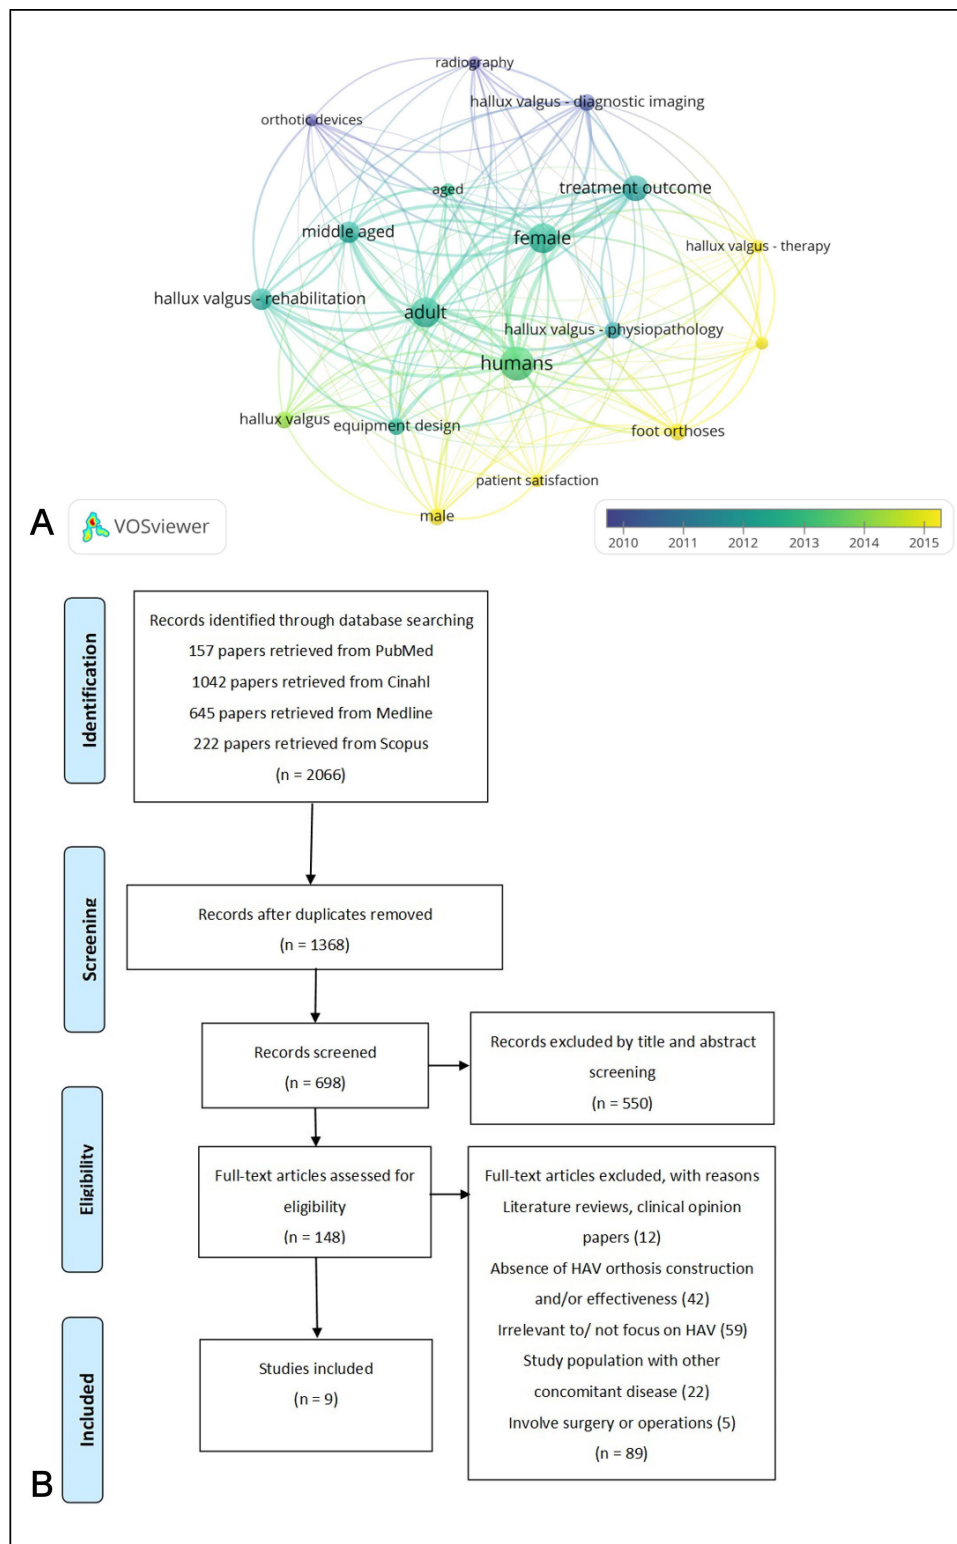 radiography
hallux valgus - diagnostic imaging
orthotic devices
aged
treatment outcome
middle aged
female
hallux valgus - therapy
hallux valgus - rehabilitation
adult
hallux valgus - physiopathology
humans
hallux valgus
equipment design
foot orthoses
patient satisfaction
male
A
VOSviewer
2010 2011 2012 2013 2014 2015
Identification
Records identified through database searching
157 papers retrieved from PubMed
1042 papers retrieved from Cinahl
645 papers retrieved from Medline
222 papers retrieved from Scopus
(n = 2066)
Screening
Records after duplicates removed
(n = 1368)
Records screened
(n = 698)
Records excluded by title and abstract
screening
(n = 550)
Eligibility
Full-text articles assessed for
eligibility
(n = 148)
Full-text articles excluded, with reasons
Literature reviews, clinical opinion
papers (12)
Absence of HAV orthosis construction
and/or effectiveness (42)
Irrelevant to/ not focus on HAV (59)
Study population with other
concomitant disease (22)
Involve surgery or operations (5)
(n = 89)
Included
Studies included
(n = 9)
B